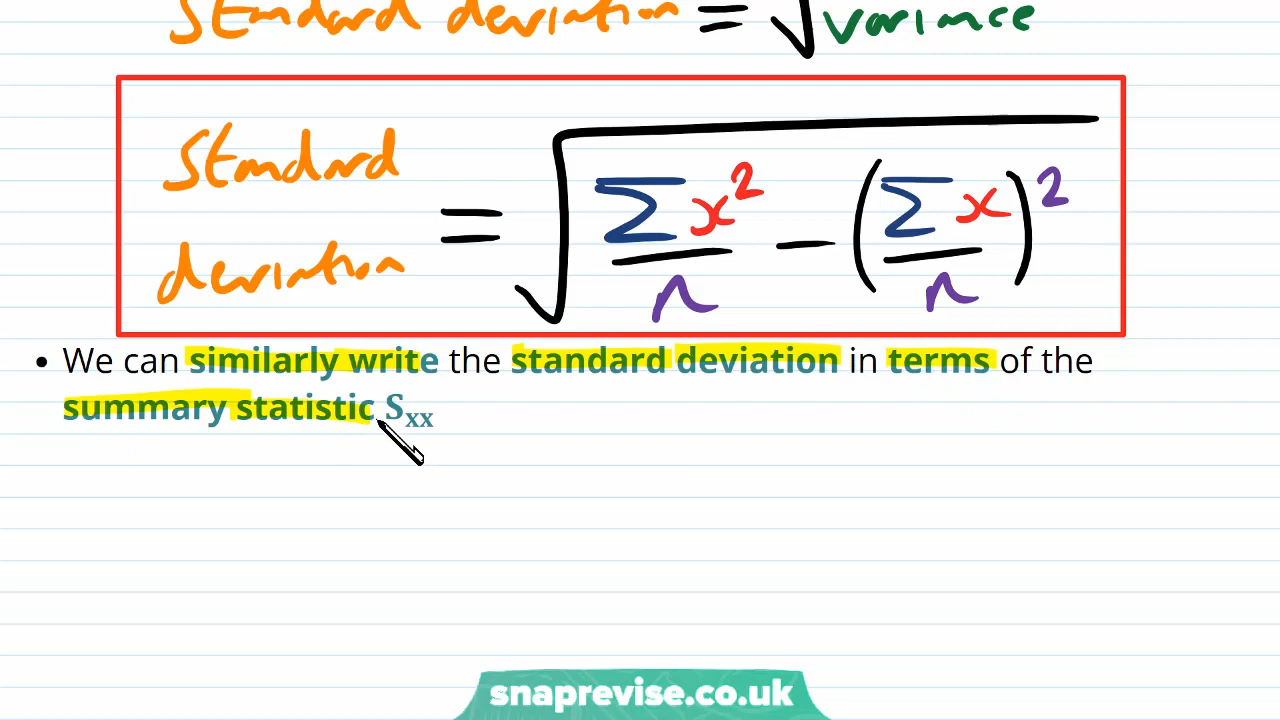 Standard deviation = √variance
Standard deviation = √(Σx²/n − (Σx/n)²)
• We can similarly write the standard deviation in terms of the
summary statistic Sₓₓ
snaprevise.co.uk